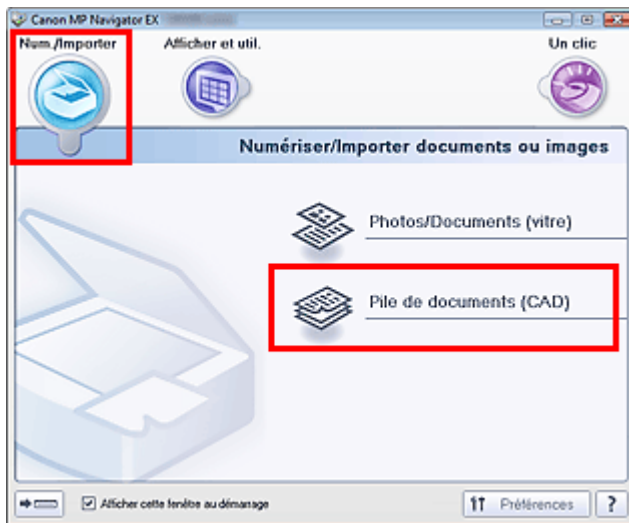 Canon MP Navigator EX
Num./Importer
Afficher et util.
Un clic
Numériser/Importer documents ou images
Photos/Documents (vitre)
Pile de documents (CAD)
Afficher cette fenêtre au démarrage
Préférences
?